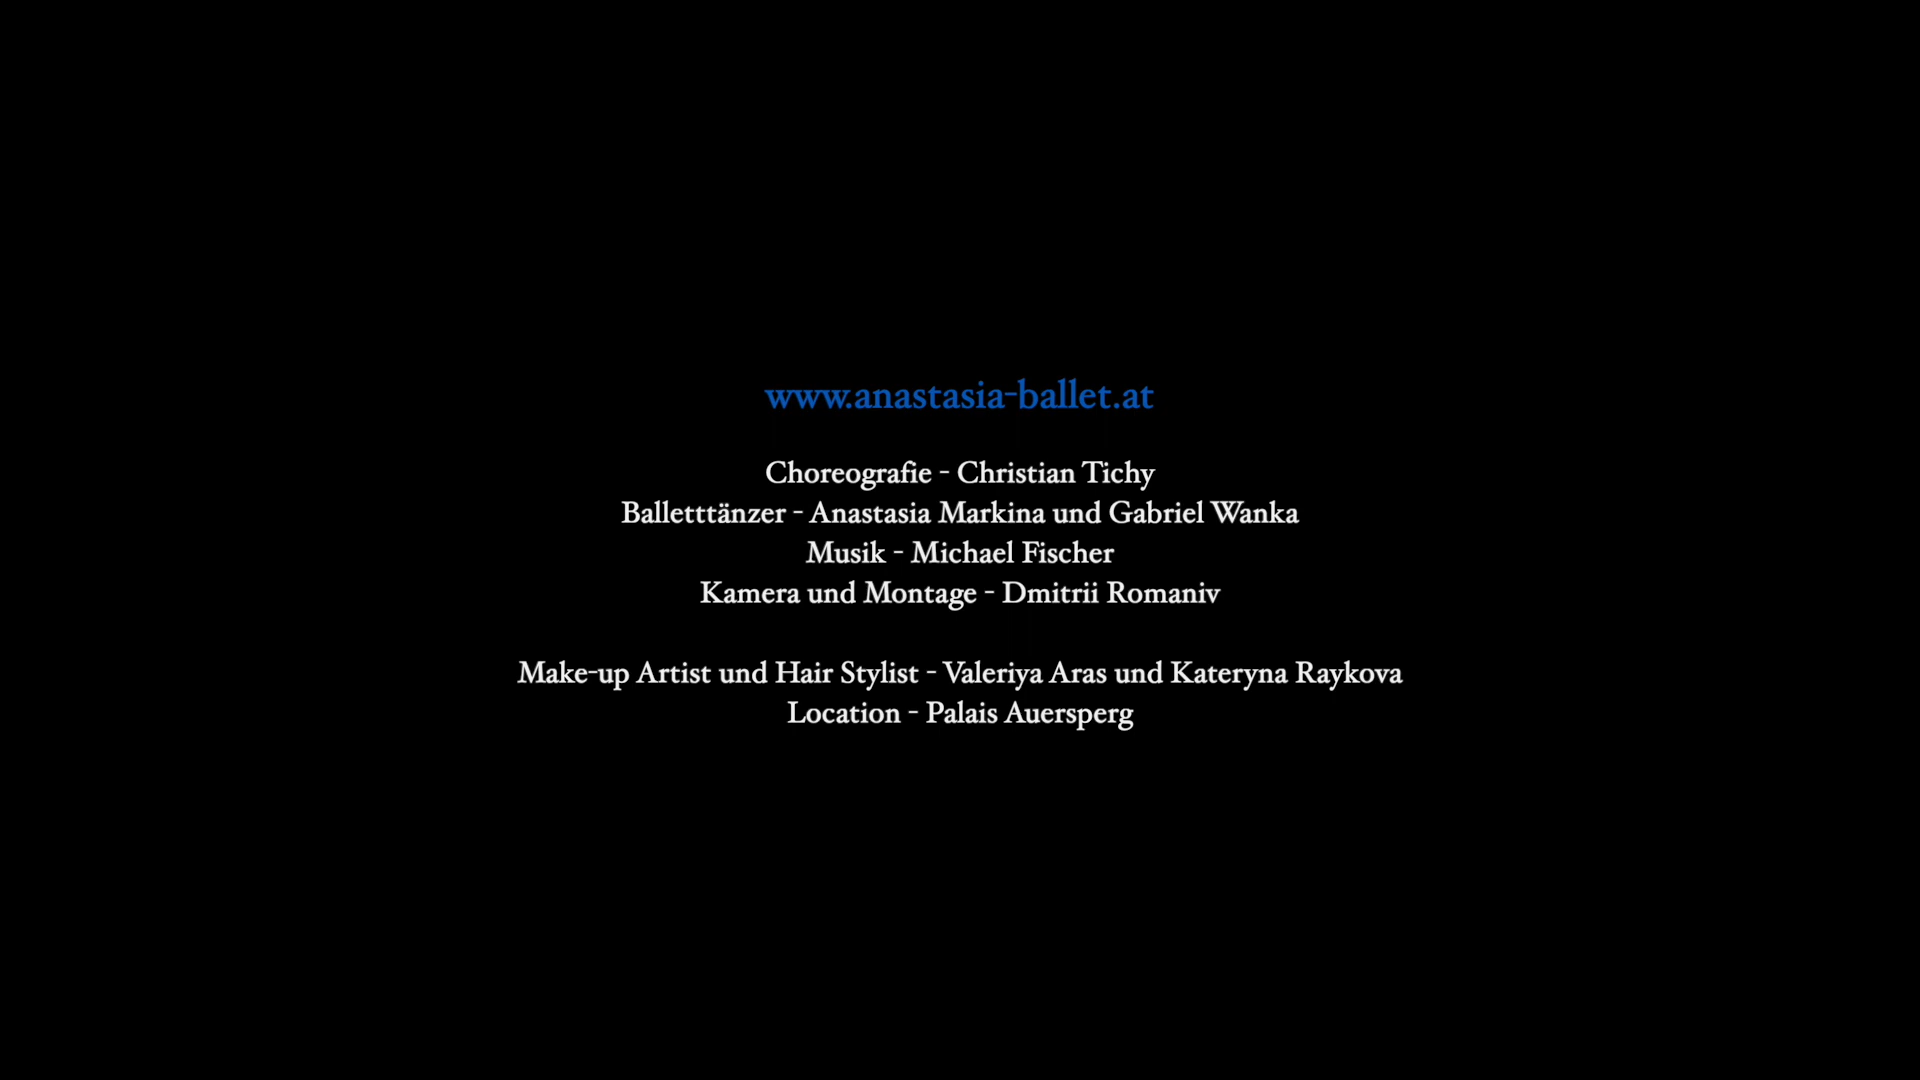 www.anastasia-ballet.at
Choreografie - Christian Tichy
Balletttänzer - Anastasia Markina und Gabriel Wanka
Musik - Michael Fischer
Kamera und Montage - Dmitrii Romaniv
Make-up Artist und Hair Stylist - Valeriya Aras und Kateryna Raykova
Location - Palais Auersperg